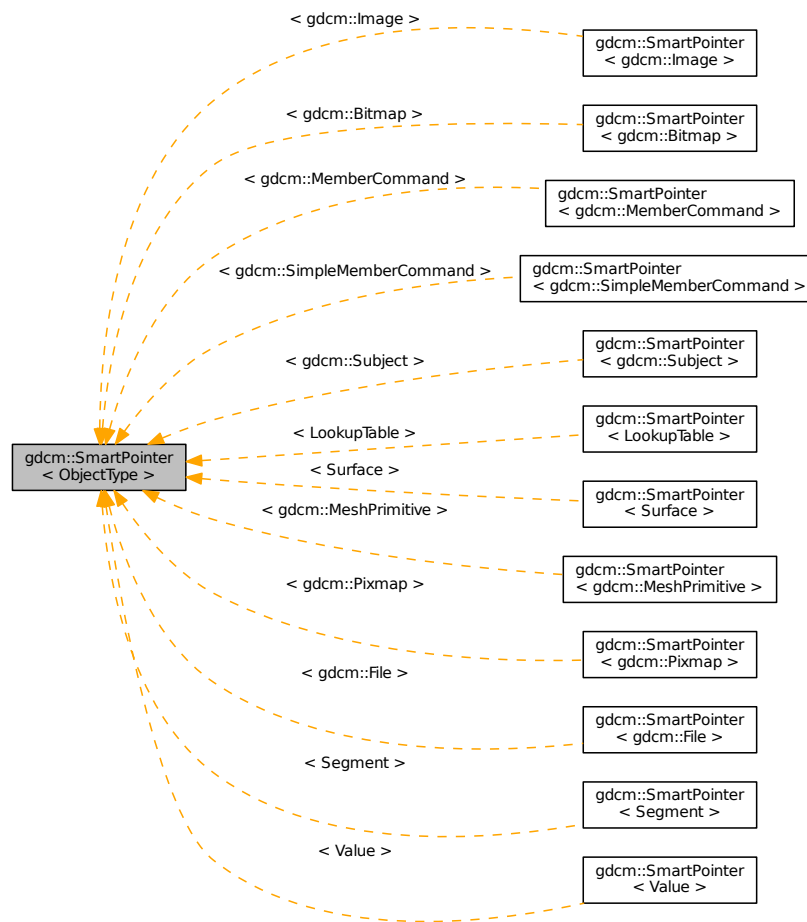 < gdcm::Image >
gdcm::SmartPointer
< gdcm::Image >
< gdcm::Bitmap >
gdcm::SmartPointer
< gdcm::Bitmap >
< gdcm::MemberCommand >
gdcm::SmartPointer
< gdcm::MemberCommand >
< gdcm::SimpleMemberCommand >
gdcm::SmartPointer
< gdcm::SimpleMemberCommand >
< gdcm::Subject >
gdcm::SmartPointer
< gdcm::Subject >
< LookupTable >
gdcm::SmartPointer
< LookupTable >
gdcm::SmartPointer
< ObjectType >
< Surface >
gdcm::SmartPointer
< Surface >
< gdcm::MeshPrimitive >
gdcm::SmartPointer
< gdcm::MeshPrimitive >
< gdcm::Pixmap >
gdcm::SmartPointer
< gdcm::Pixmap >
< gdcm::File >
gdcm::SmartPointer
< gdcm::File >
< Segment >
gdcm::SmartPointer
< Segment >
< Value >
gdcm::SmartPointer
< Value >